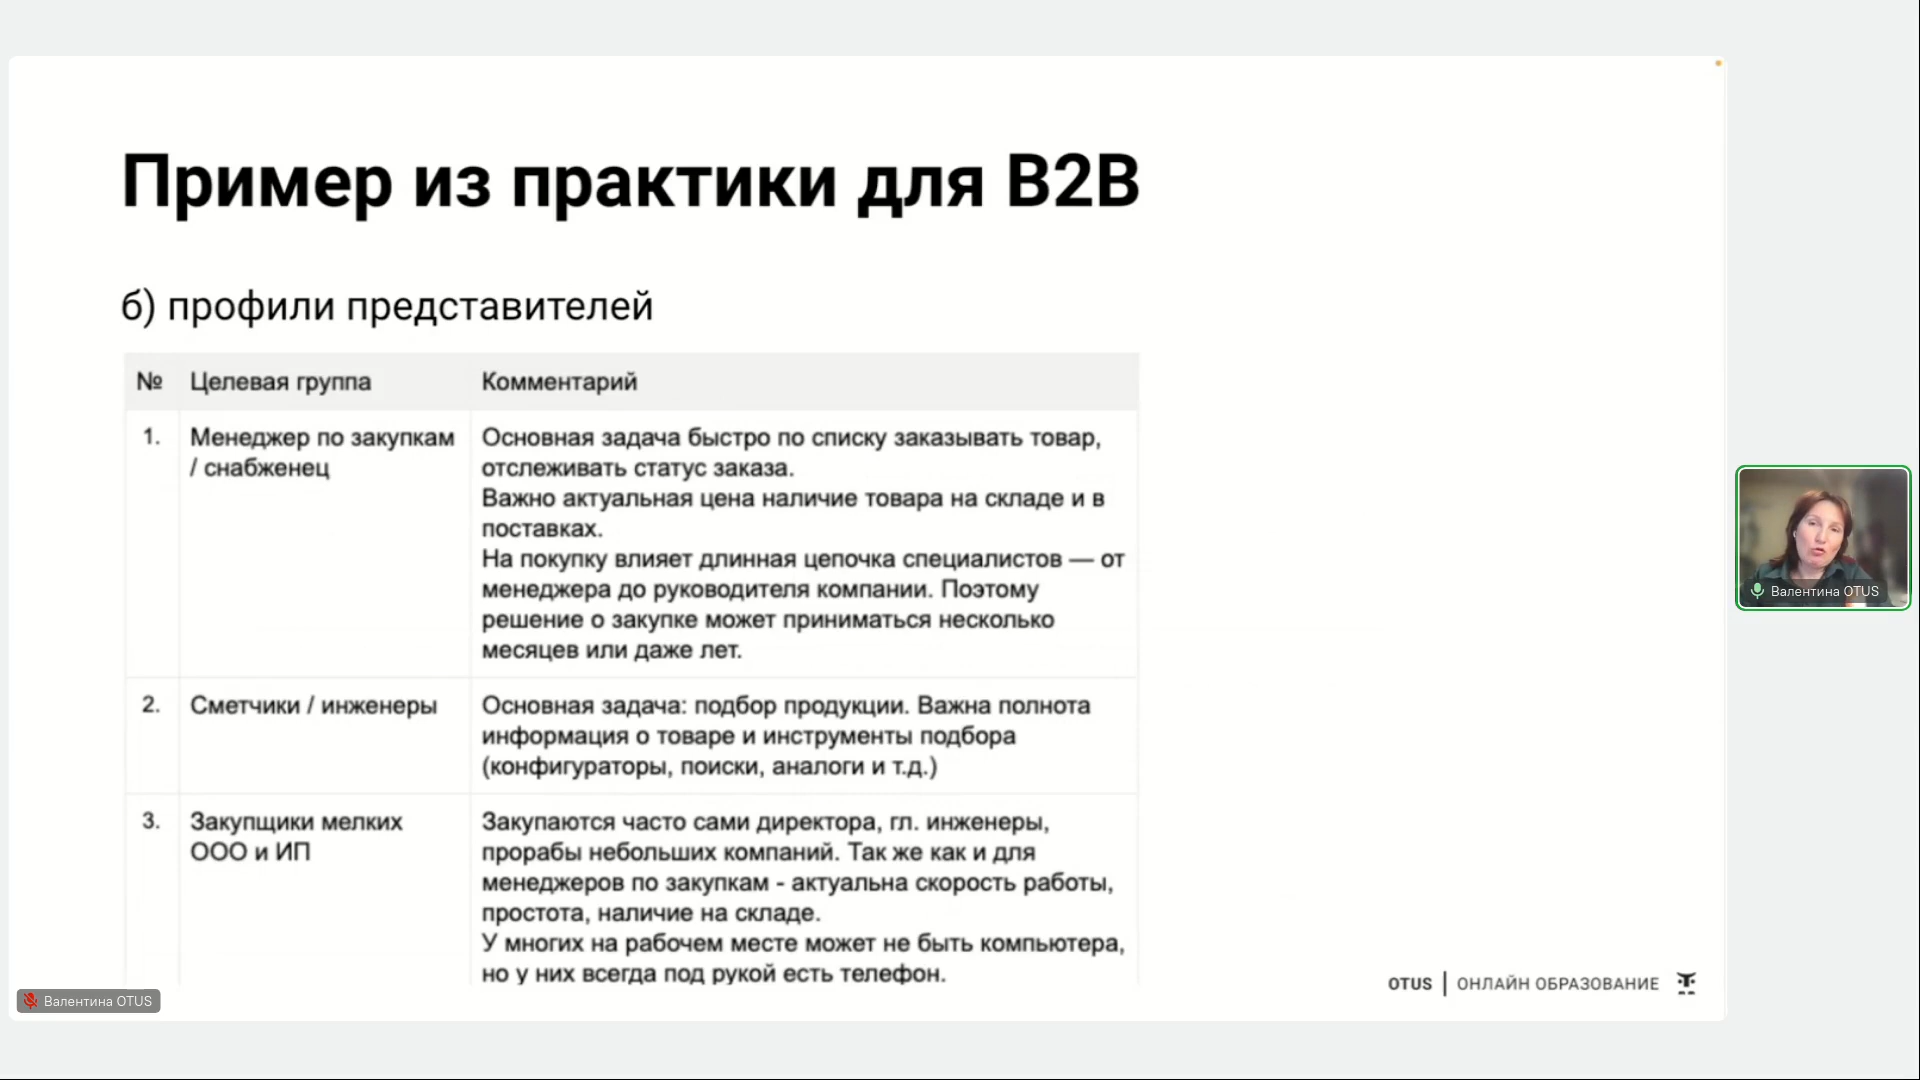 Пример из практики для B2B
б) профили представителей
№ Целевая группа Комментарий
1. Менеджер по закупкам / снабженец
Основная задача быстро по списку заказывать товар,
отслеживать статус заказа.
Важно актуальная цена наличие товара на складе и в
поставках.
На покупку влияет длинная цепочка специалистов — от
менеджера до руководителя компании. Поэтому
решение о закупке может приниматься несколько
месяцев или даже лет.
2. Сметчики / инженеры
Основная задача: подбор продукции. Важна полнота
информация о товаре и инструменты подбора
(конфигураторы, поиски, аналоги и т.д.)
3. Закупщики мелких
ООО и ИП
Закупаются часто сами директора, гл. инженеры,
прорабы небольших компаний. Так же как и для
менеджеров по закупкам - актуальна скорость работы,
простота, наличие на складе.
У многих на рабочем месте может не быть компьютера,
но у них всегда под рукой есть телефон.
OTUS | ОНЛАЙН ОБРАЗОВАНИЕ
Валентина OTUS
Валентина OTUS